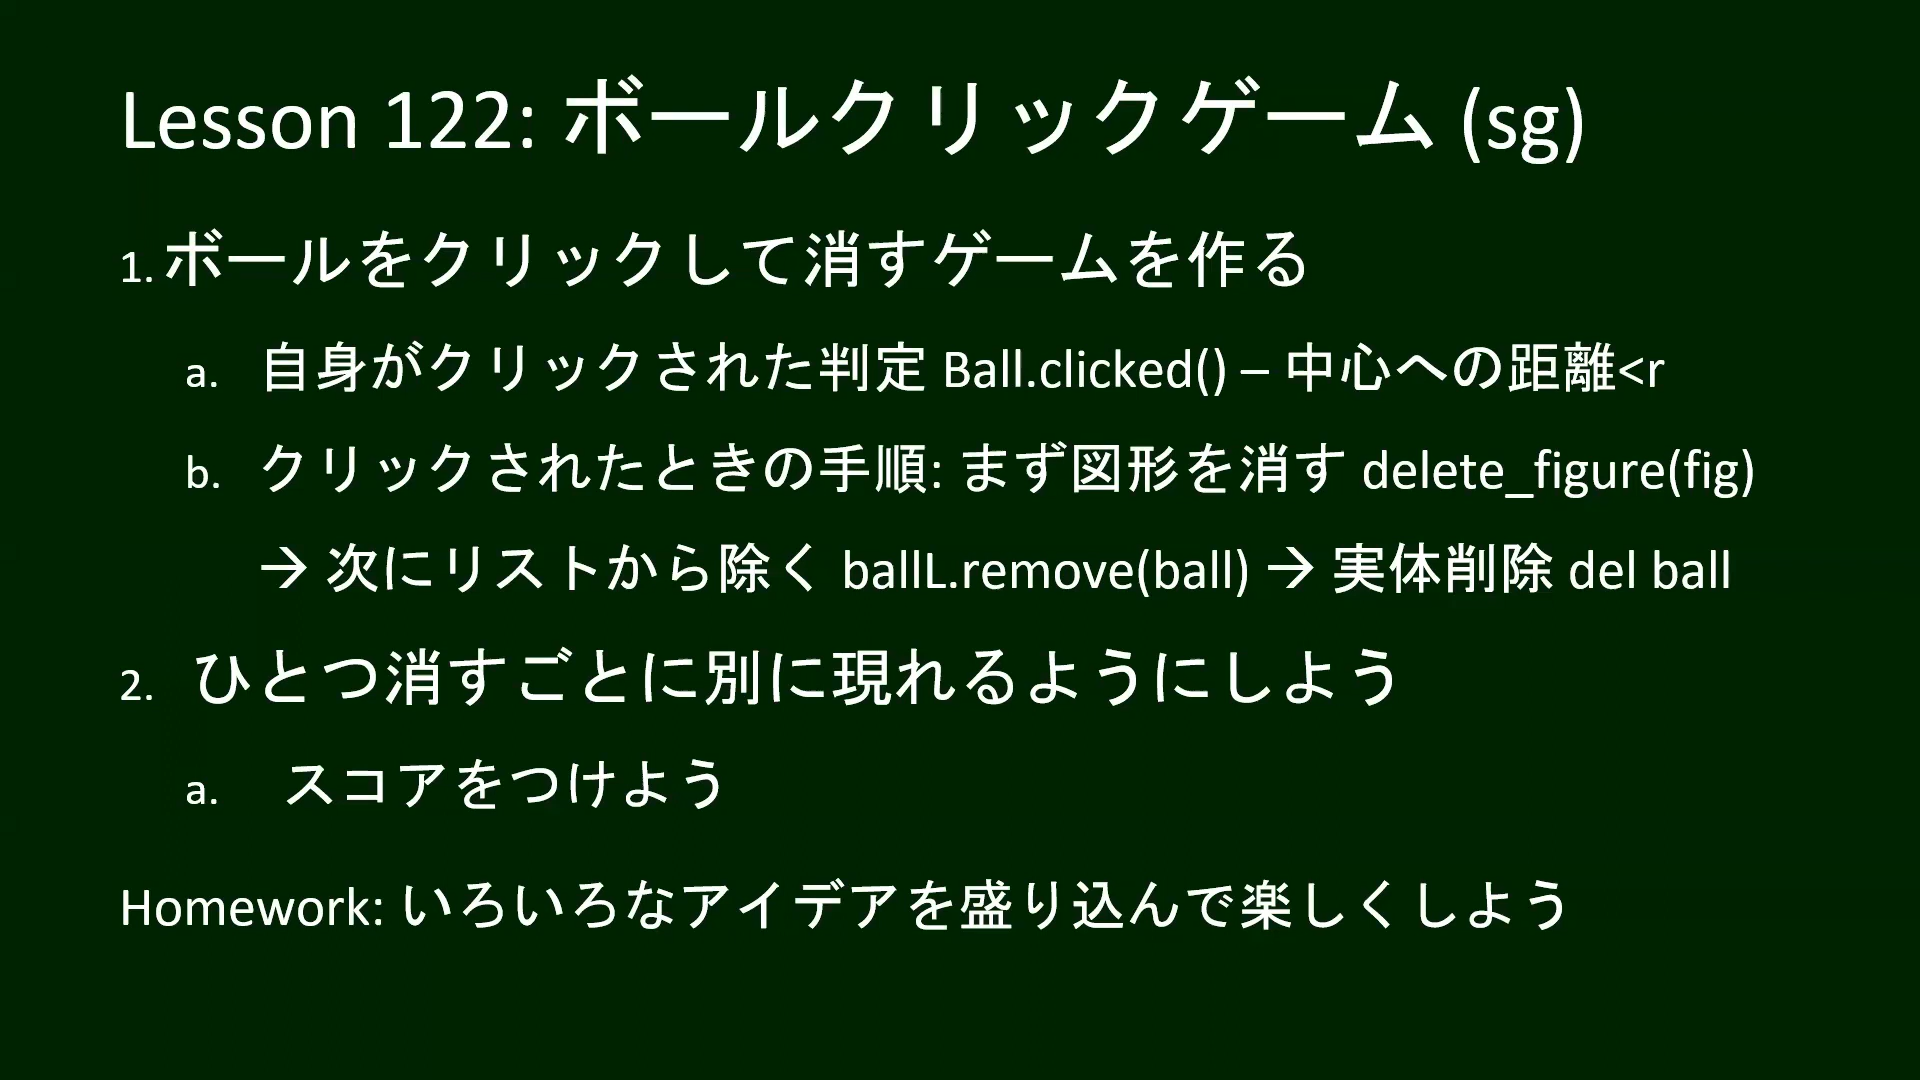 Lesson 122: ボールクリックゲーム (sg)
1. ボールをクリックして消すゲームを作る
a. 自身がクリックされた判定 Ball.clicked() – 中心への距離<r
b. クリックされたときの手順: まず図形を消す delete_figure(fig)
→ 次にリストから除く ballL.remove(ball) → 実体削除 del ball
2. ひとつ消すごとに別に現れるようにしよう
a. スコアをつけよう
Homework: いろいろなアイデアを盛り込んで楽しくしよう